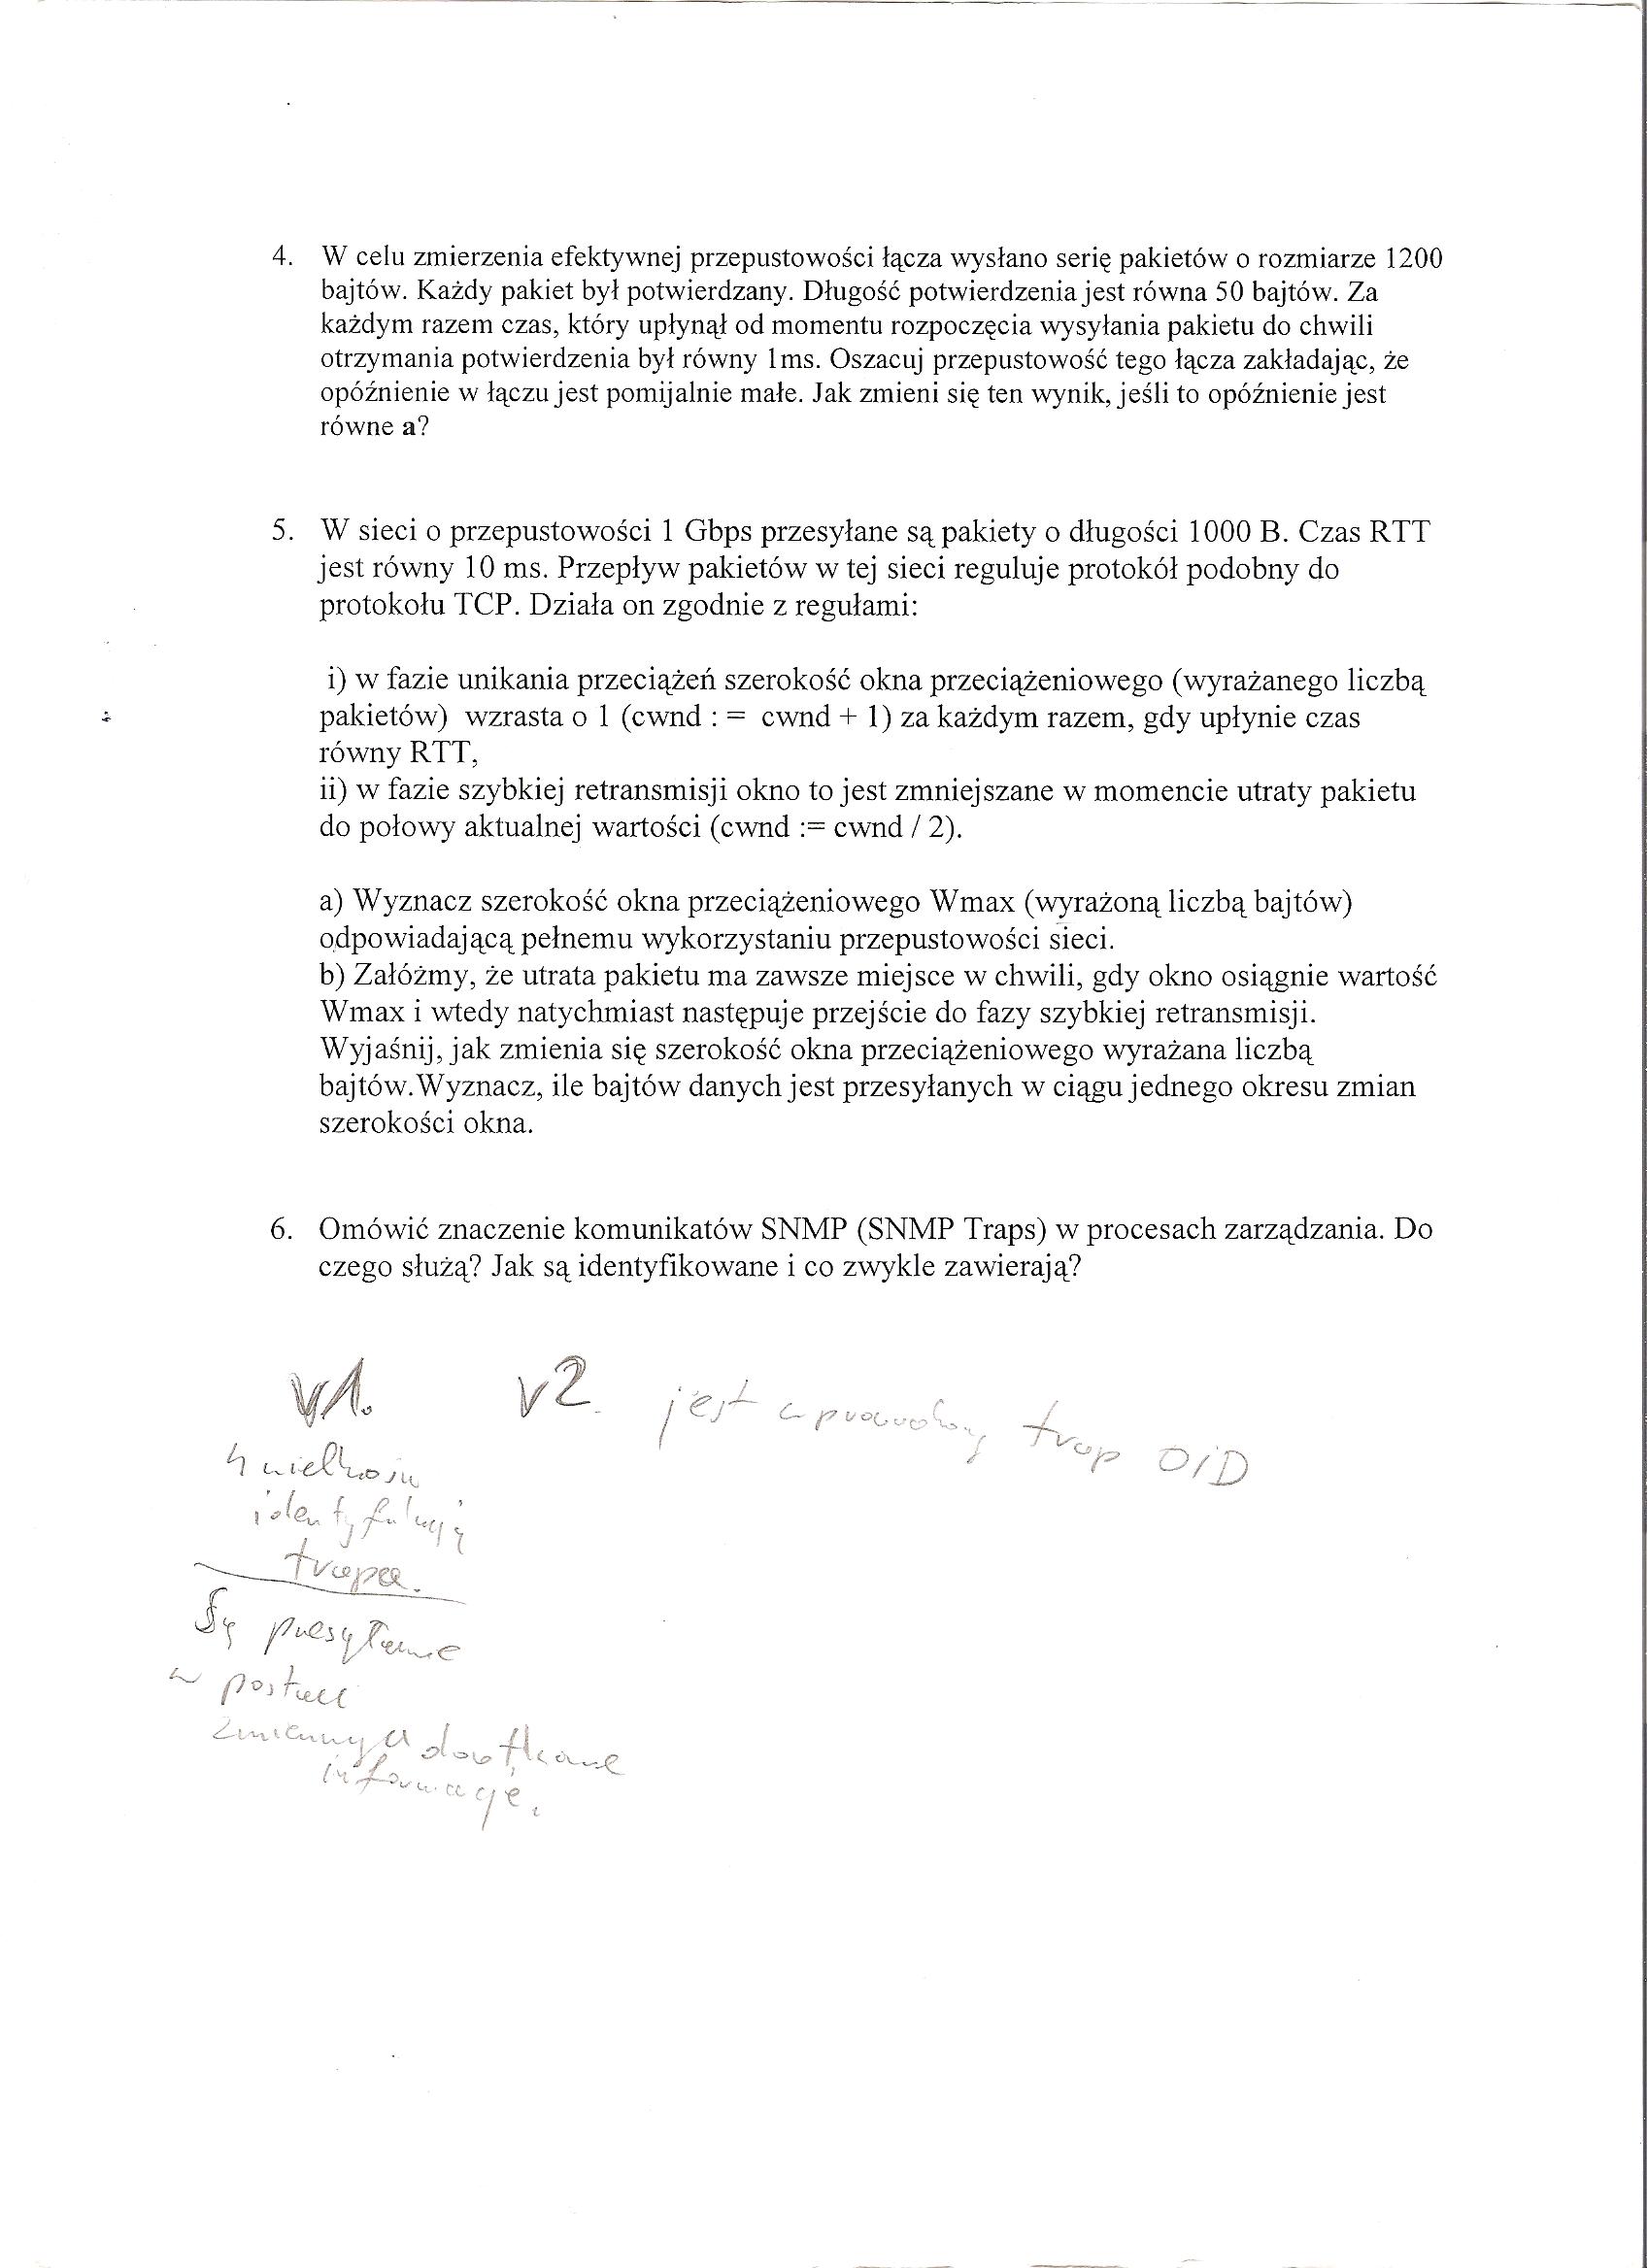 4. W celu zmierzenia efektywnej przepustowości łącza wysłano serię pakietów o rozmiarze 1200
bajtów. Każdy pakiet był potwierdzany. Długość potwierdzenia jest równa 50 bajtów. Za
każdym razem czas, który upłynął od momentu rozpoczęcia wysyłania pakietu do chwili
otrzymania potwierdzenia był równy 1ms. Oszacuj przepustowość tego łącza zakładając, że
opóźnienie w łączu jest pomijalnie małe. Jak zmieni się ten wynik, jeśli to opóźnienie jest
równe a?
5. W sieci o przepustowości 1 Gbps przesyłane są pakiety o długości 1000 B. Czas RTT
jest równy 10 ms. Przepływ pakietów w tej sieci reguluje protokół podobny do
protokołu TCP. Działa on zgodnie z regułami:
i) w fazie unikania przeciążeń szerokość okna przeciążeniowego (wyrażanego liczbą
pakietów) wzrasta o 1 (cwnd : = cwnd + 1) za każdym razem, gdy upłynie czas
równy RTT,
ii) w fazie szybkiej retransmisji okno to jest zmniejszane w momencie utraty pakietu
do połowy aktualnej wartości (cwnd := cwnd / 2).
a) Wyznacz szerokość okna przeciążeniowego Wmax (wyrażoną liczbą bajtów)
odpowiadającą pełnemu wykorzystaniu przepustowości sieci.
b) Załóżmy, że utrata pakietu ma zawsze miejsce w chwili, gdy okno osiągnie wartość
Wmax i wtedy natychmiast następuje przejście do fazy szybkiej retransmisji.
Wyjaśnij, jak zmienia się szerokość okna przeciążeniowego wyrażana liczbą
bajtów.Wyznacz, ile bajtów danych jest przesyłanych w ciągu jednego okresu zmian
szerokości okna.
6. Omówić znaczenie komunikatów SNMP (SNMP Traps) w procesach zarządzania. Do
czego służą? Jak są identyfikowane i co zwykle zawierają?
v1. v2. jest wprowadzony trap OiD
4 wielkości
identyfikują
trapa.
Są przesyłane
w postaci
zmiennych dodatkowe
informacje.